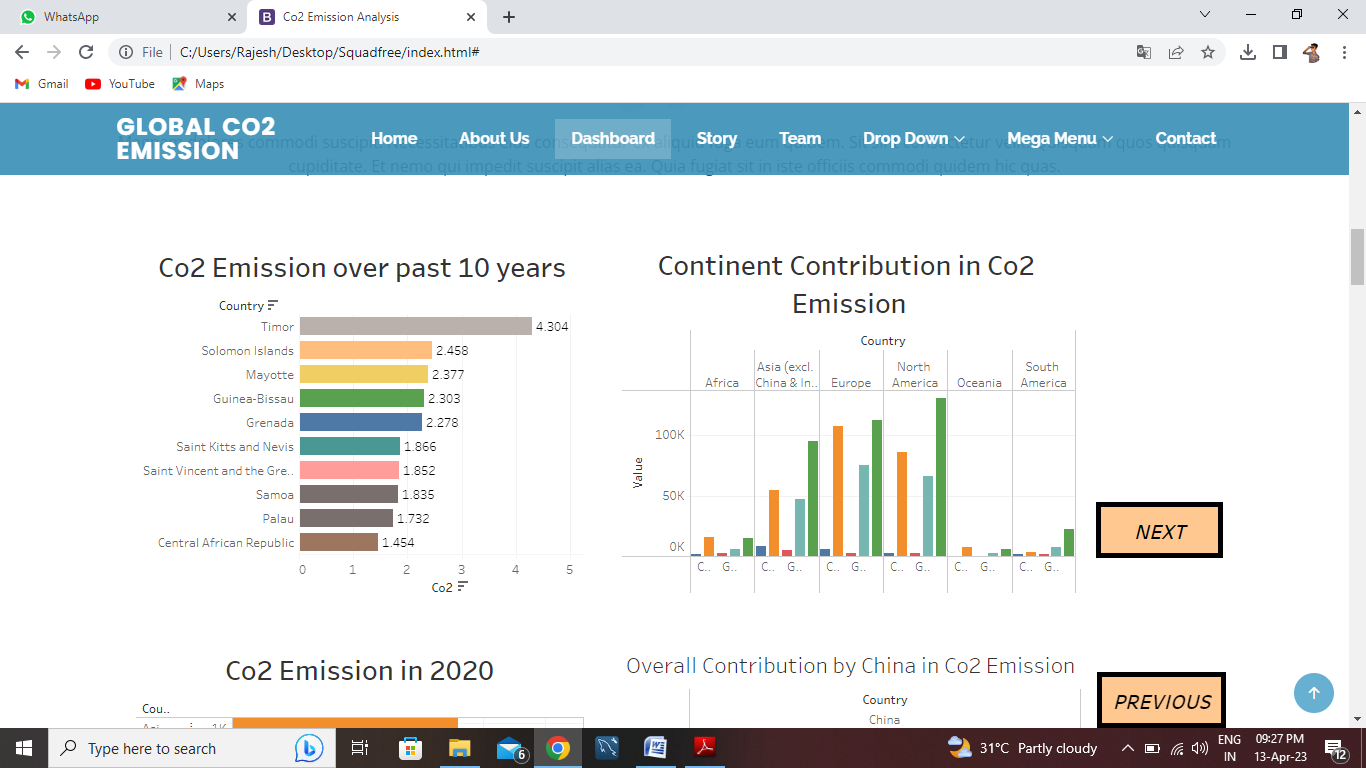 WhatsApp
Co2 Emission Analysis
File
C:/Users/Rajesh/Desktop/Squadfree/index.html#
Gmail
YouTube
Maps
GLOBAL CO2
EMISSION
Home
About Us
Dashboard
Story
Team
Drop Down
Mega Menu
Contact
commodi suscipit
eum quidem. Sit
quos quisquam
cupiditate. Et nemo qui impedit suscipit alias ea. Quia fugiat sit in iste officiis commodi quidem hic quas.
Co2 Emission over past 10 years
Country
Timor 4.304
Solomon Islands 2.458
Mayotte 2.377
Guinea-Bissau 2.303
Grenada 2.278
Saint Kitts and Nevis 1.866
Saint Vincent and the Gre.. 1.852
Samoa 1.835
Palau 1.732
Central African Republic 1.454
0 1 2 3 4 5
Co2
Continent Contribution in Co2
Emission
Country
Africa
Asia (excl.
China & In..
Europe
North
America
Oceania
South
America
Value
100K
50K
0K
C.. G.. C.. G.. C.. G.. C.. G.. C.. G.. C.. G..
NEXT
Co2 Emission in 2020
Cou..
1K
Overall Contribution by China in Co2 Emission
Country
China
PREVIOUS
Type here to search
6
31°C Partly cloudy
ENG
IN
09:27 PM
13-Apr-23
12